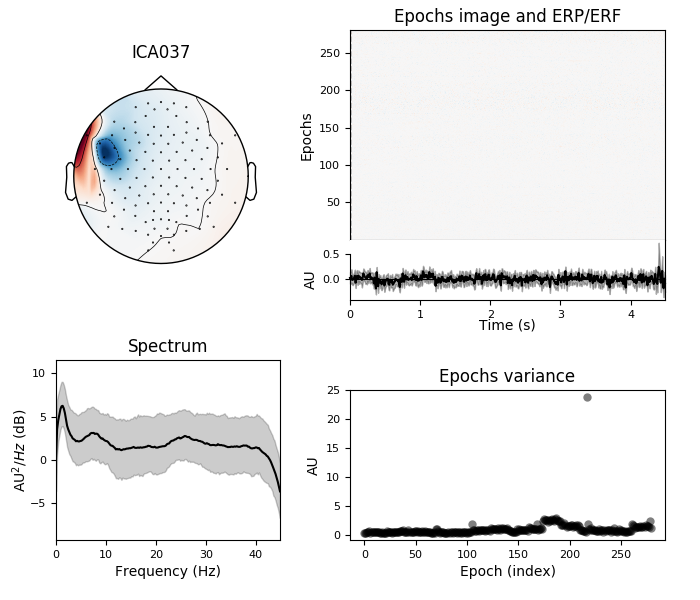 ICA037
Epochs image and ERP/ERF
Epochs
250
200
150
100
50
AU
0.5
0.0
0 1 2 3 4
Time (s)
Spectrum
AU²/Hz (dB)
10
5
0
−5
0 10 20 30 40
Frequency (Hz)
Epochs variance
AU
25
20
15
10
5
0
0 50 100 150 200 250
Epoch (index)